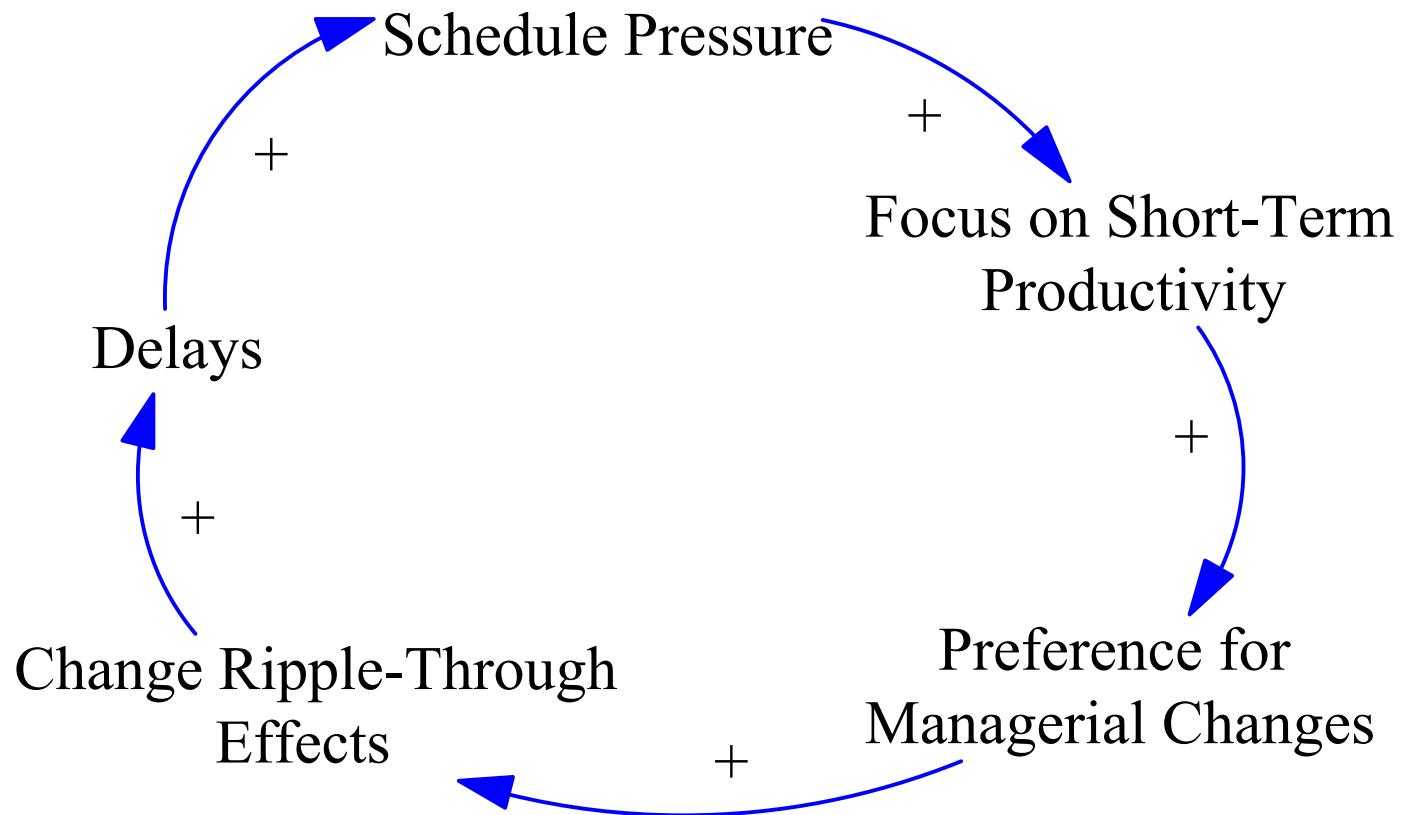 Schedule Pressure
+
+
Focus on Short-Term
Productivity
Delays
+
+
Preference for
Managerial Changes
Change Ripple-Through
Effects
+